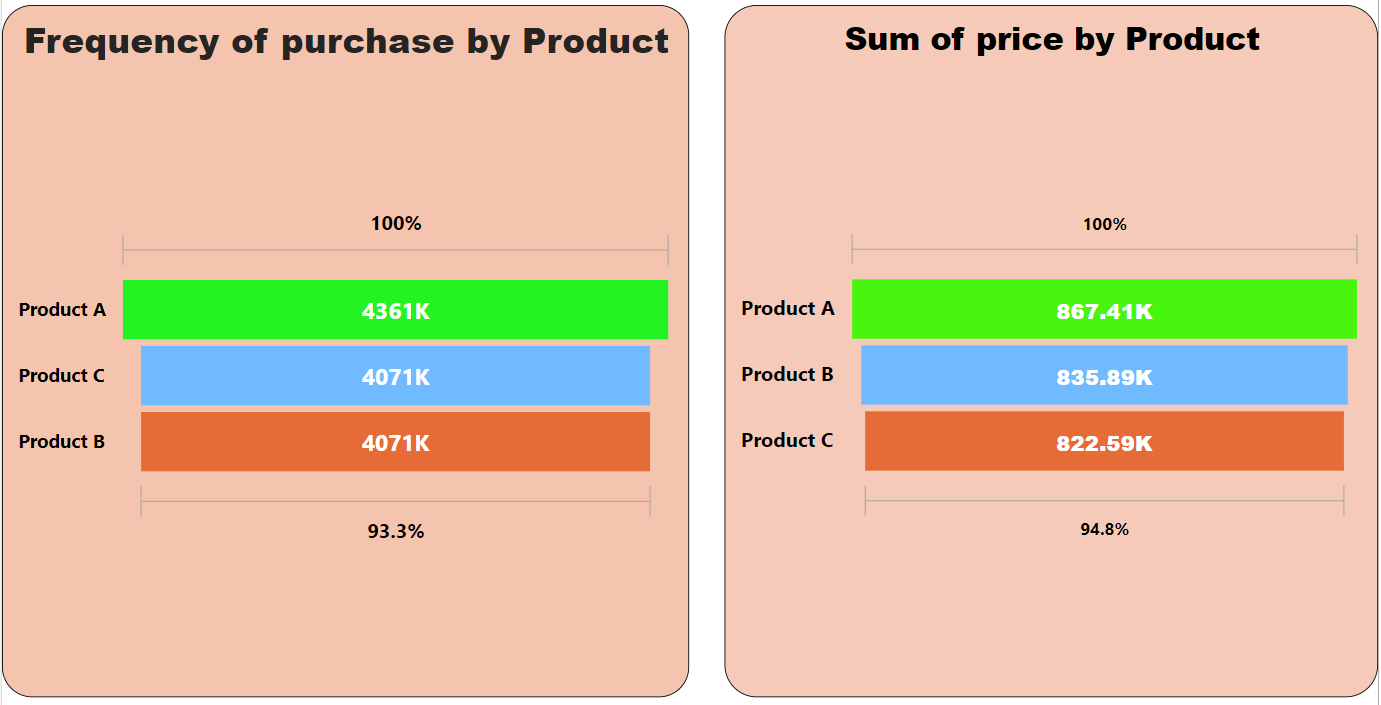 Frequency of purchase by Product
100%
Product A 4361K
Product C 4071K
Product B 4071K
93.3%
Sum of price by Product
100%
Product A 867.41K
Product B 835.89K
Product C 822.59K
94.8%